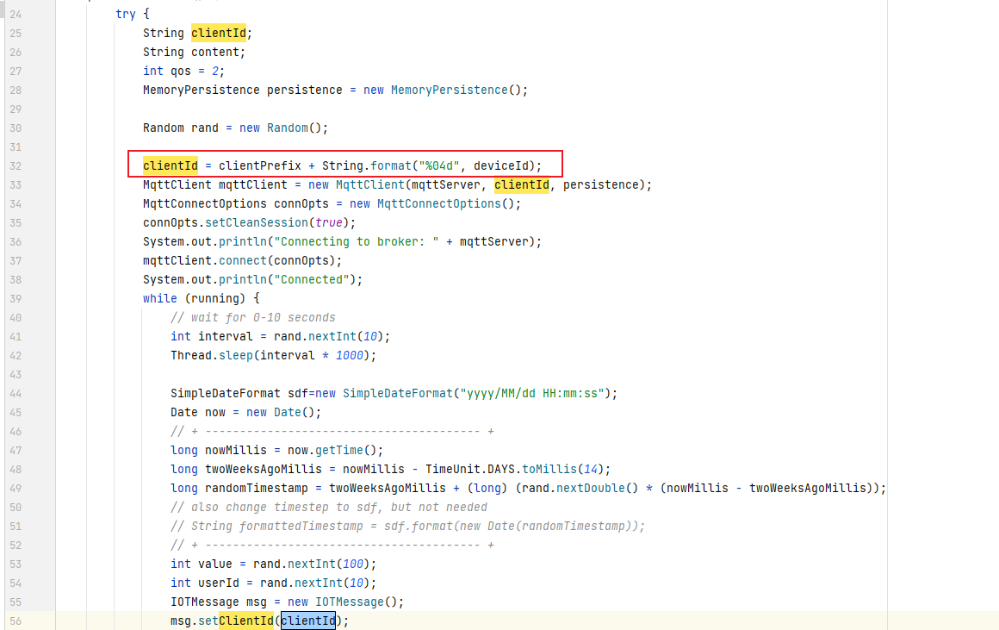 24 try {
25 String clientId;
26 String content;
27 int qos = 2;
28 MemoryPersistence persistence = new MemoryPersistence();
29
30 Random rand = new Random();
31
32 clientId = clientPrefix + String.format("%04d", deviceId);
33 MqttClient mqttClient = new MqttClient(mqttServer, clientId, persistence);
34 MqttConnectOptions connOpts = new MqttConnectOptions();
35 connOpts.setCleanSession(true);
36 System.out.println("Connecting to broker: " + mqttServer);
37 mqttClient.connect(connOpts);
38 System.out.println("Connected");
39 while (running) {
40 // wait for 0-10 seconds
41 int interval = rand.nextInt(10);
42 Thread.sleep(interval * 1000);
43
44 SimpleDateFormat sdf=new SimpleDateFormat("yyyy/MM/dd HH:mm:ss");
45 Date now = new Date();
46 // + ---------------------------------------- +
47 long nowMillis = now.getTime();
48 long twoWeeksAgoMillis = nowMillis - TimeUnit.DAYS.toMillis(14);
49 long randomTimestamp = twoWeeksAgoMillis + (long) (rand.nextDouble() * (nowMillis - twoWeeksAgoMillis));
50 // also change timestep to sdf, but not needed
51 // String formattedTimestamp = sdf.format(new Date(randomTimestamp));
52 // + ---------------------------------------- +
53 int value = rand.nextInt(100);
54 int userId = rand.nextInt(10);
55 IOTMessage msg = new IOTMessage();
56 msg.setClientId(clientId);